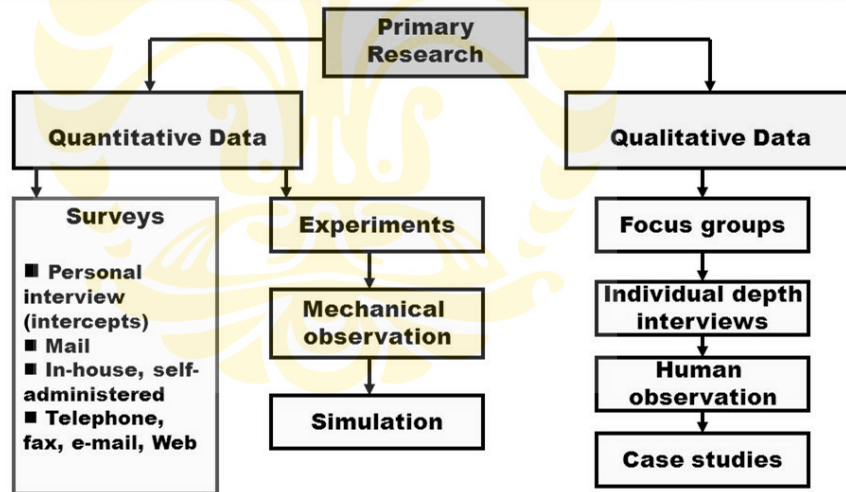 Primary
Research
Quantitative Data
Qualitative Data
Surveys
■ Personal
interview
(intercepts)
■ Mail
■ In-house, self-
administered
■ Telephone,
fax, e-mail, Web
Experiments
Mechanical
observation
Simulation
Focus groups
Individual depth
interviews
Human
observation
Case studies